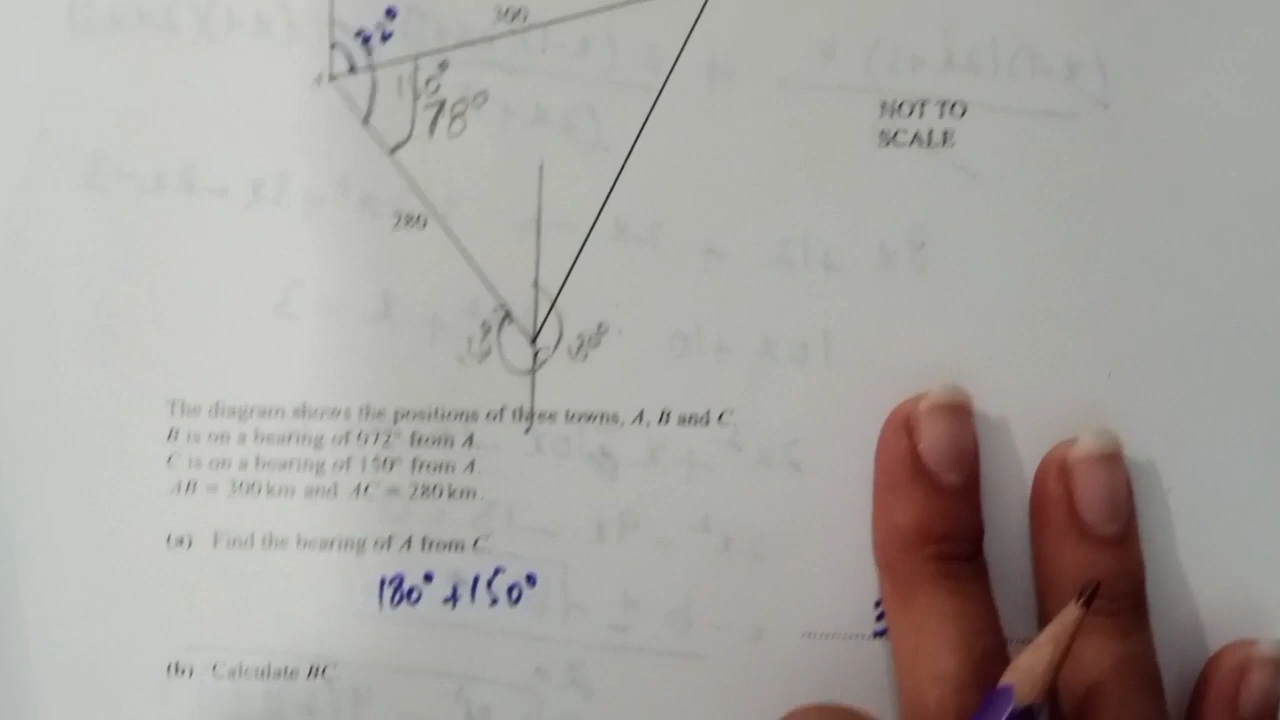 300
72°
78°
NOT TO
SCALE
280
The diagram shows the positions of three towns, A, B and C.
B is on a bearing of 072° from A.
C is on a bearing of 150° from A.
AB = 300 km and AC = 280 km.
(a) Find the bearing of A from C.
180° + 150°
(b) Calculate BC